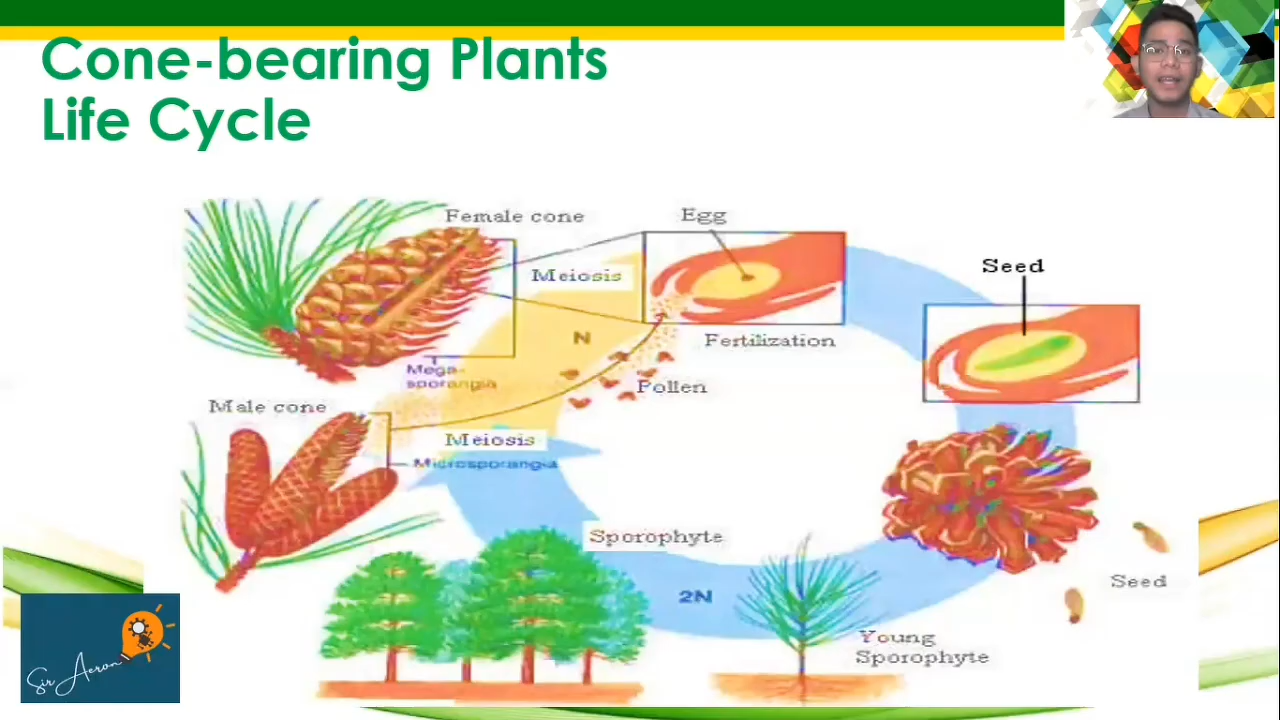 Cone-bearing Plants
Life Cycle
Female cone
Egg
Meiosis
Seed
N
Fertilization
Mega-
sporangia
Pollen
Male cone
Meiosis
Microsporangia
Sporophyte
2N
Seed
Young
Sporophyte
Sir Aeron